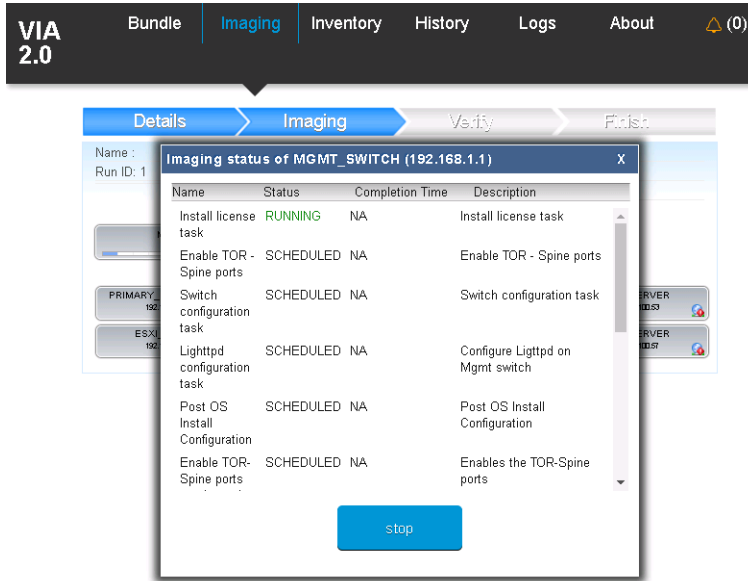 VIA 2.0
Bundle Imaging Inventory History Logs About (0)
Details Imaging Verify Finish
Name :
Run ID: 1
Imaging status of MGMT_SWITCH (192.168.1.1) X
Name Status Completion Time Description
Install license task RUNNING NA Install license task
Enable TOR - Spine ports SCHEDULED NA Enable TOR - Spine ports
Switch configuration task SCHEDULED NA Switch configuration task
Lighttpd configuration task SCHEDULED NA Configure Ligttpd on Mgmt switch
Post OS Install Configuration SCHEDULED NA Post OS Install Configuration
Enable TOR-Spine ports SCHEDULED NA Enables the TOR-Spine ports
stop
PRIMARY_
192.
ESXI_
192.